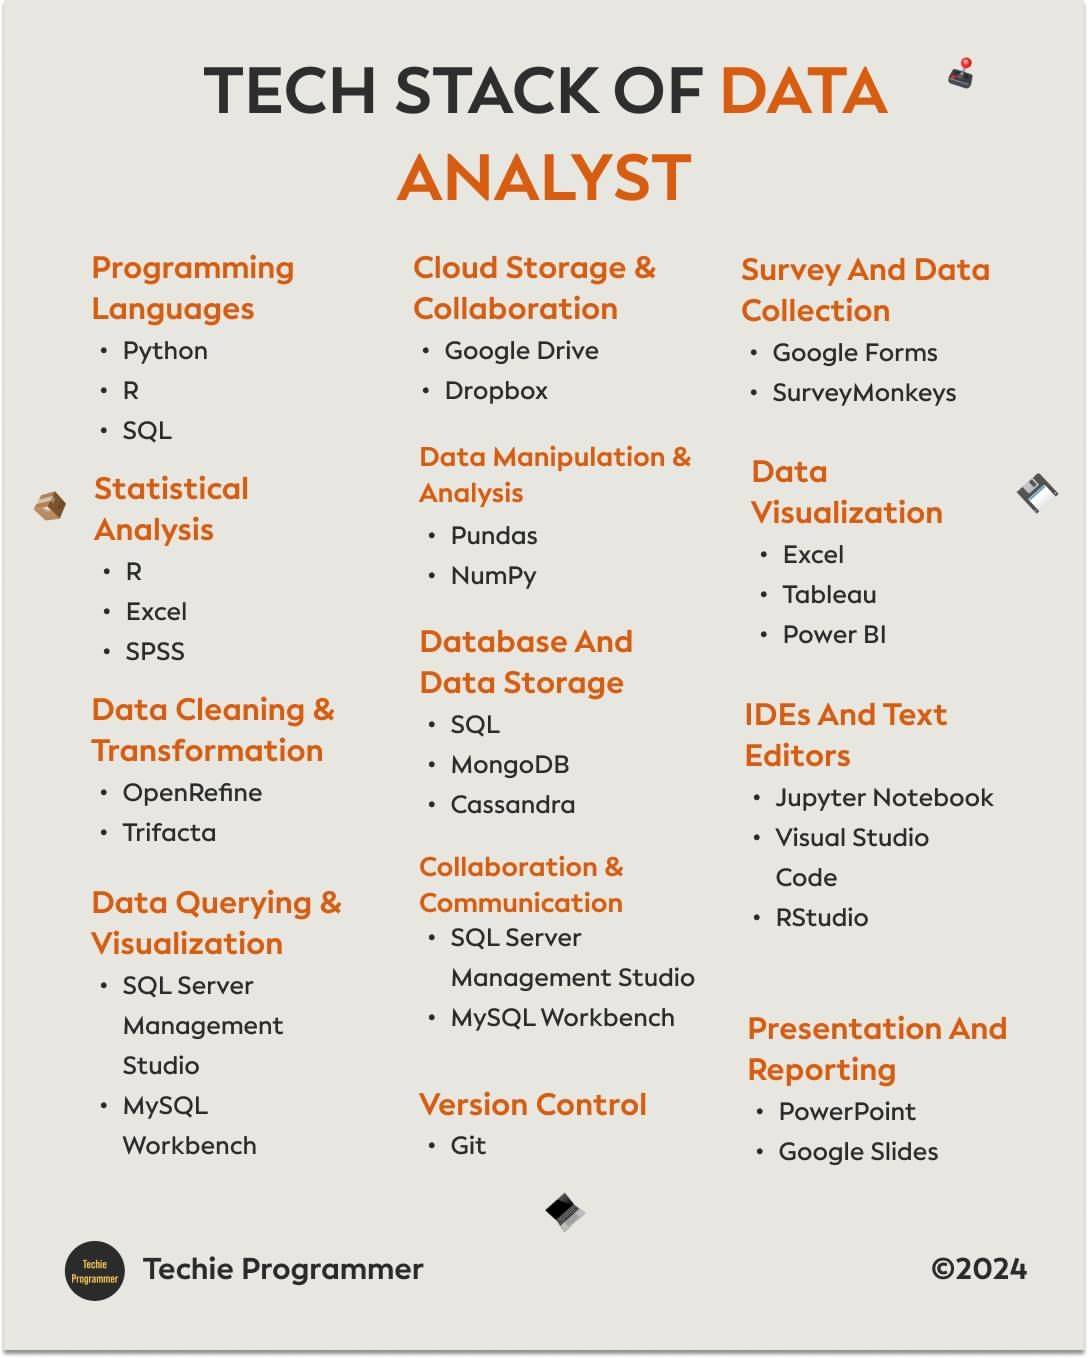 TECH STACK OF DATA
ANALYST
Programming
Languages
• Python
• R
• SQL
Statistical
Analysis
• R
• Excel
• SPSS
Data Cleaning &
Transformation
• OpenRefine
• Trifacta
Data Querying &
Visualization
• SQL Server
Management
Studio
• MySQL
Workbench
Cloud Storage &
Collaboration
• Google Drive
• Dropbox
Data Manipulation &
Analysis
• Pundas
• NumPy
Database And
Data Storage
• SQL
• MongoDB
• Cassandra
Collaboration &
Communication
• SQL Server
Management Studio
• MySQL Workbench
Version Control
• Git
Survey And Data
Collection
• Google Forms
• SurveyMonkeys
Data
Visualization
• Excel
• Tableau
• Power BI
IDEs And Text
Editors
• Jupyter Notebook
• Visual Studio
Code
• RStudio
Presentation And
Reporting
• PowerPoint
• Google Slides
Techie
Programmer
Techie Programmer
©2024